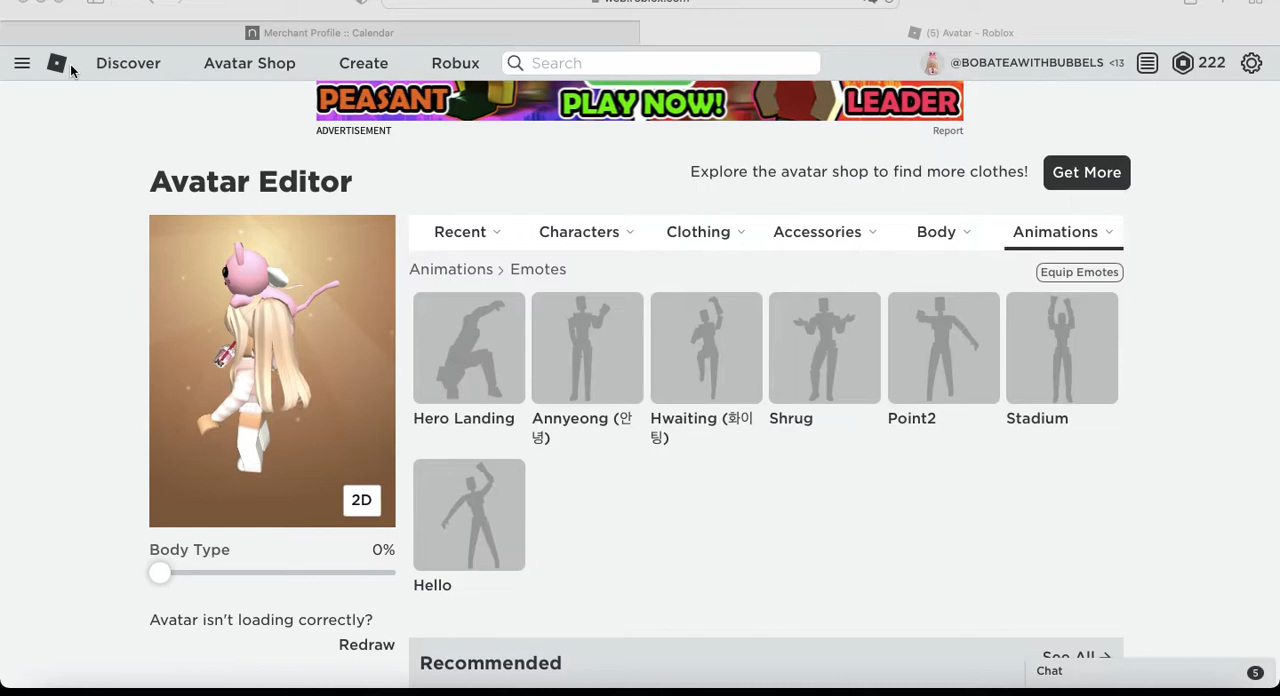 Merchant Profile :: Calendar
(5) Avatar - Roblox
Discover
Avatar Shop
Create
Robux
Search
@BOBATEAWITHBUBBELS <13
222
PEASANT
PLAY NOW!
LEADER
ADVERTISEMENT
Report
Avatar Editor
Explore the avatar shop to find more clothes!
Get More
Recent
Characters
Clothing
Accessories
Body
Animations
Animations > Emotes
Equip Emotes
Hero Landing
Annyeong (안
녕)
Hwaiting (화이
팅)
Shrug
Point2
Stadium
Hello
2D
Body Type
0%
Avatar isn't loading correctly?
Redraw
Recommended
See All →
Chat
5